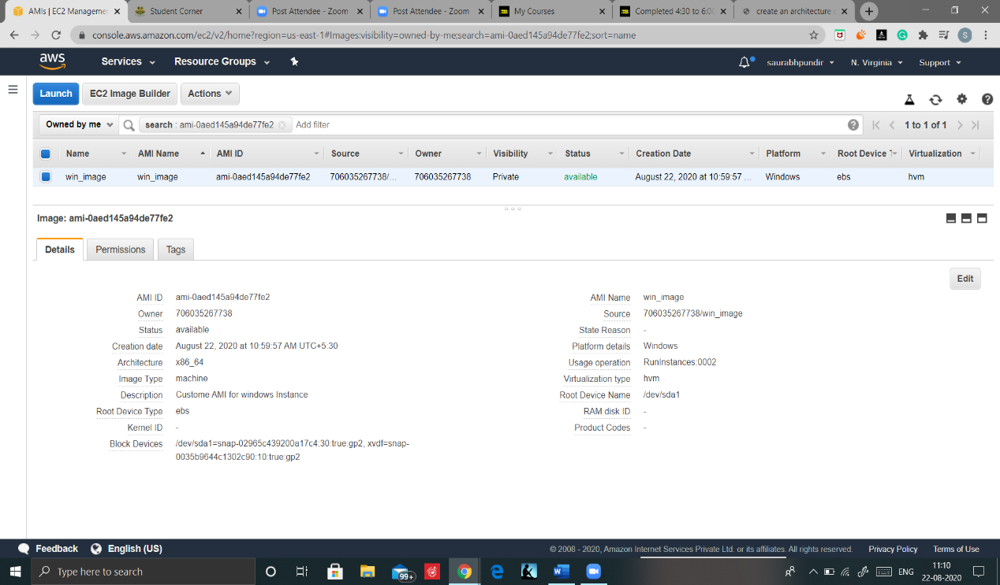 AMIs | EC2 Managemen
Student Corner
Post Attendee - Zoom
Post Attendee - Zoom
My Courses
Completed 4:30 to 6:00
create an architecture
console.aws.amazon.com/ec2/v2/home?region=us-east-1#Images:visibility=owned-by-me;search=ami-0aed145a94de77fe2;sort=name
S
aws Services Resource Groups saurabhpundir N. Virginia Support
Launch EC2 Image Builder Actions
Owned by me search : ami-0aed145a94de77fe2 Add filter 1 to 1 of 1
Name AMI Name AMI ID Source Owner Visibility Status Creation Date Platform Root Device Virtualization
win_image win_image ami-0aed145a94de77fe2 706035267738/... 706035267738 Private available August 22, 2020 at 10:59:57 ... Windows ebs hvm
Image: ami-0aed145a94de77fe2
Details Permissions Tags
Edit
AMI ID ami-0aed145a94de77fe2 AMI Name win_image
Owner 706035267738 Source 706035267738/win_image
Status available State Reason -
Creation date August 22, 2020 at 10:59:57 AM UTC+5:30 Platform details Windows
Architecture x86_64 Usage operation RunInstances:0002
Image Type machine Virtualization type hvm
Description Custome AMI for windows Instance Root Device Name /dev/sda1
Root Device Type ebs RAM disk ID -
Kernel ID - Product Codes -
Block Devices /dev/sda1=snap-02965c439200a17c4:30:true:gp2, xvdf=snap-
0035b9644c1302c90:10:true:gp2
Feedback English (US) © 2008 - 2020, Amazon Internet Services Private Ltd. or its affiliates. All rights reserved. Privacy Policy Terms of Use
Type here to search 99+ ENG 11:10
22-08-2020